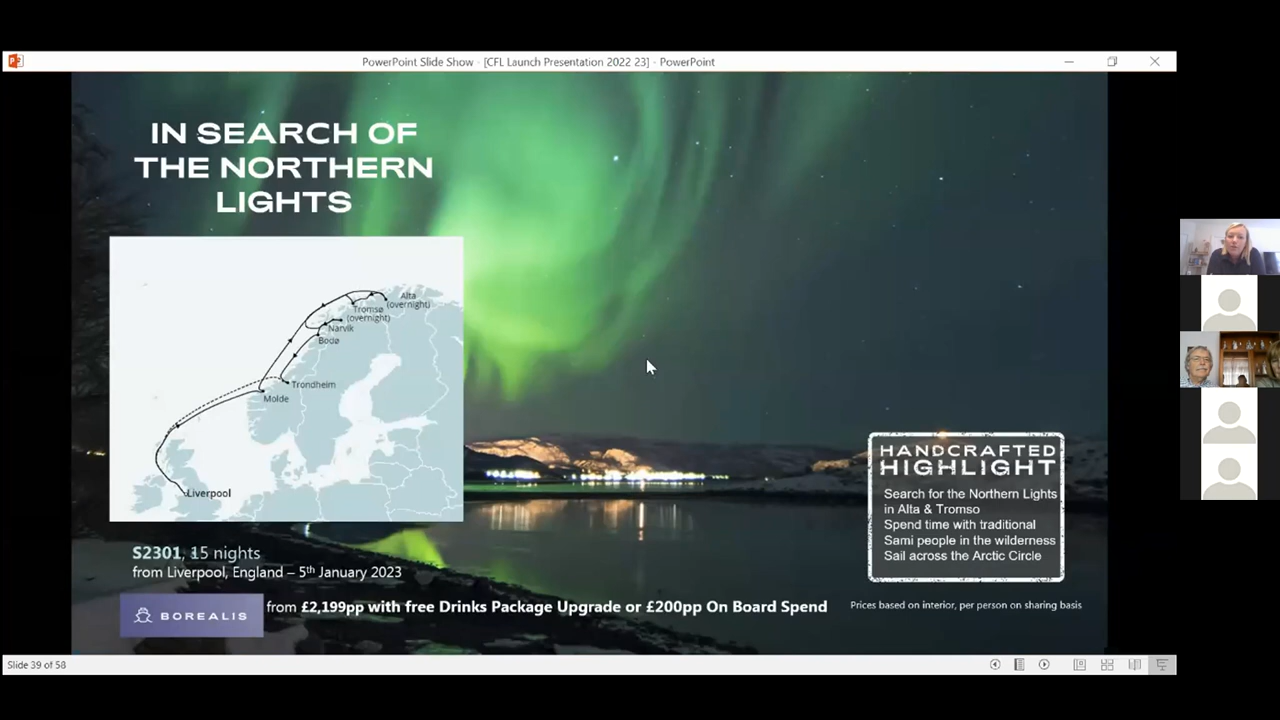 PowerPoint Slide Show - [CFL Launch Presentation 2022 23] - PowerPoint
IN SEARCH OF
THE NORTHERN
LIGHTS
Alta
(overnight)
Tromsø
(overnight)
Narvik
Bodø
Trondheim
Molde
Liverpool
S2301, 15 nights
from Liverpool, England – 5th January 2023
BOREALIS
from £2,199pp with free Drinks Package Upgrade or £200pp On Board Spend
HANDCRAFTED
HIGHLIGHT
Search for the Northern Lights
in Alta & Tromso
Spend time with traditional
Sami people in the wilderness
Sail across the Arctic Circle
Prices based on interior, per person on sharing basis
Slide 39 of 58